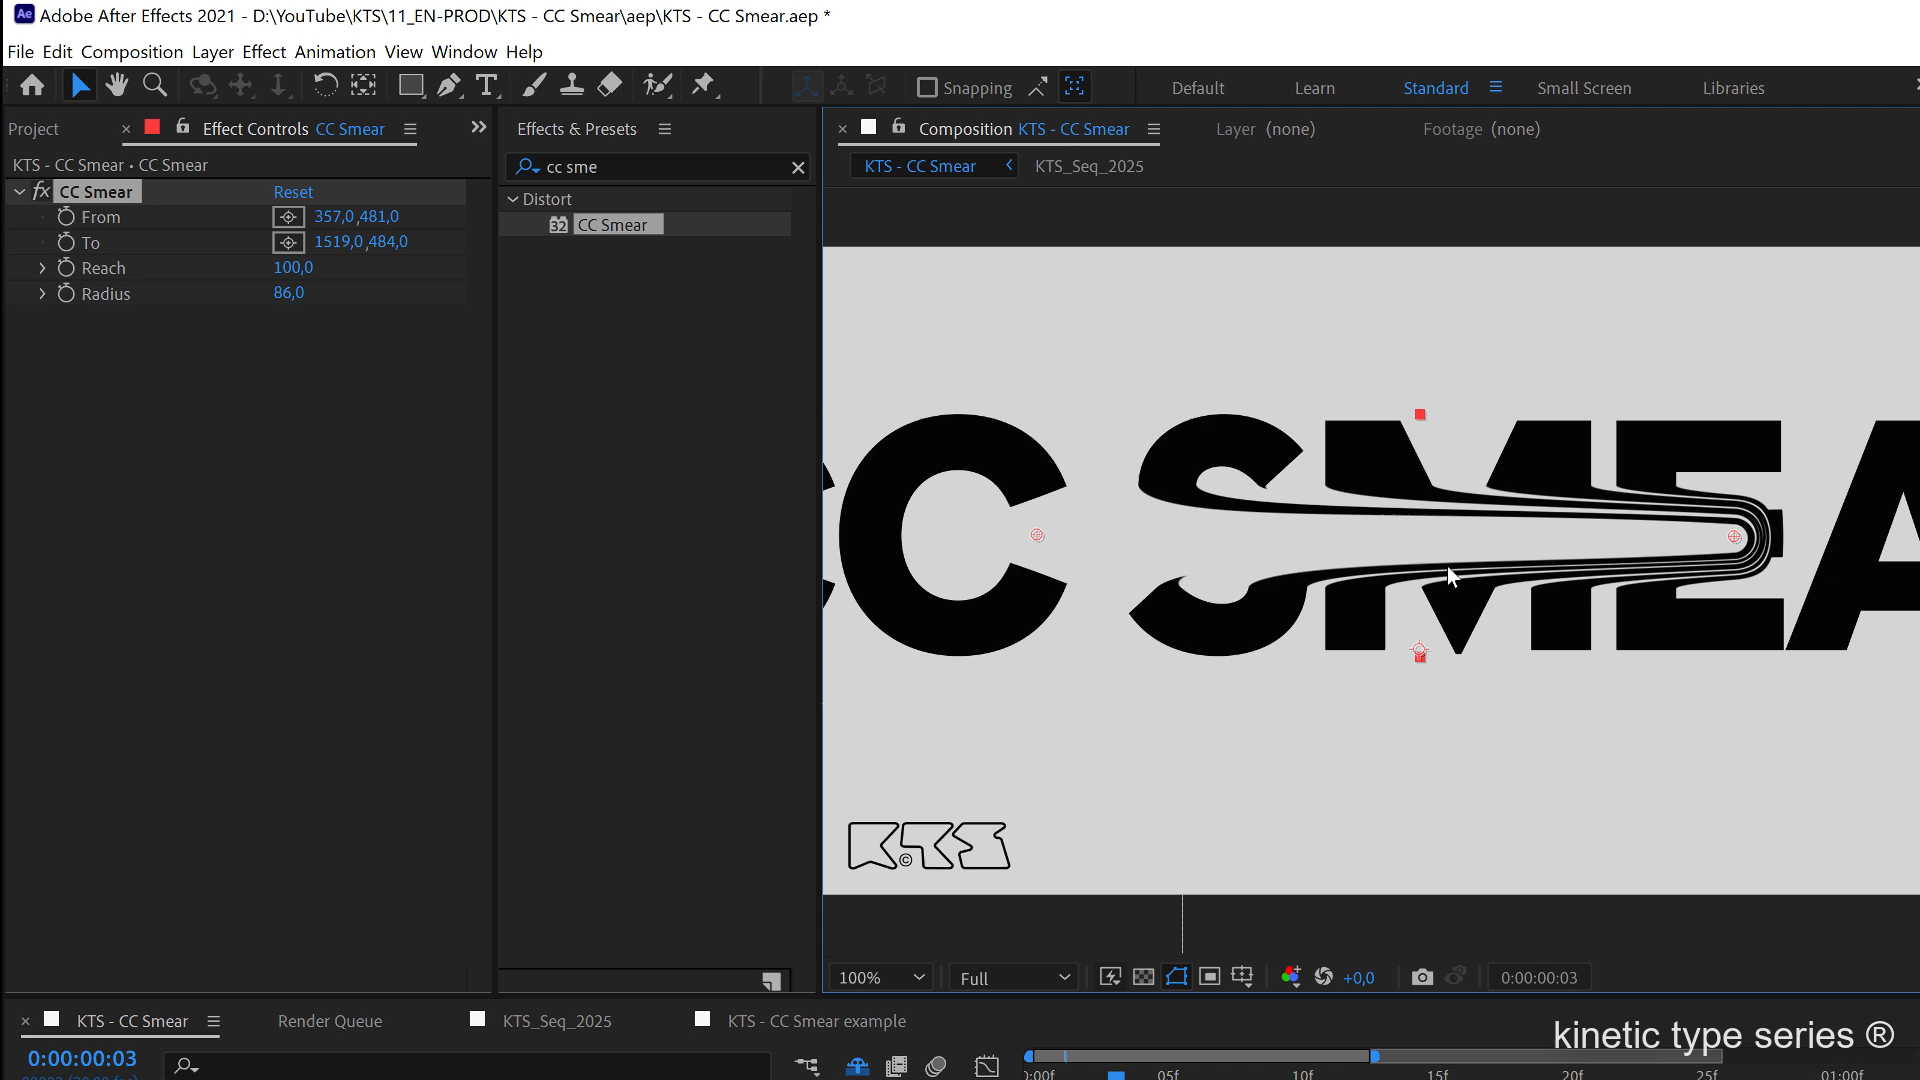 Ae Adobe After Effects 2021 - D:\YouTube\KTS\11_EN-PROD\KTS - CC Smear\aep\KTS - CC Smear.aep *
File Edit Composition Layer Effect Animation View Window Help
Snapping Default Learn Standard Small Screen Libraries
Project Effect Controls CC Smear Effects & Presets Composition KTS - CC Smear Layer (none) Footage (none)
KTS - CC Smear • CC Smear cc sme KTS - CC Smear KTS_Seq_2025
fx CC Smear Reset Distort
From 357,0,481,0 32 CC Smear
To 1519,0,484,0
Reach 100,0
Radius 86,0
CC SMEA
KTS ©
100% Full +0,0 0:00:00:03
KTS - CC Smear Render Queue KTS_Seq_2025 KTS - CC Smear example
kinetic type series ®
0:00:00:03
05f 10f 15f 20f 25f 01:00f